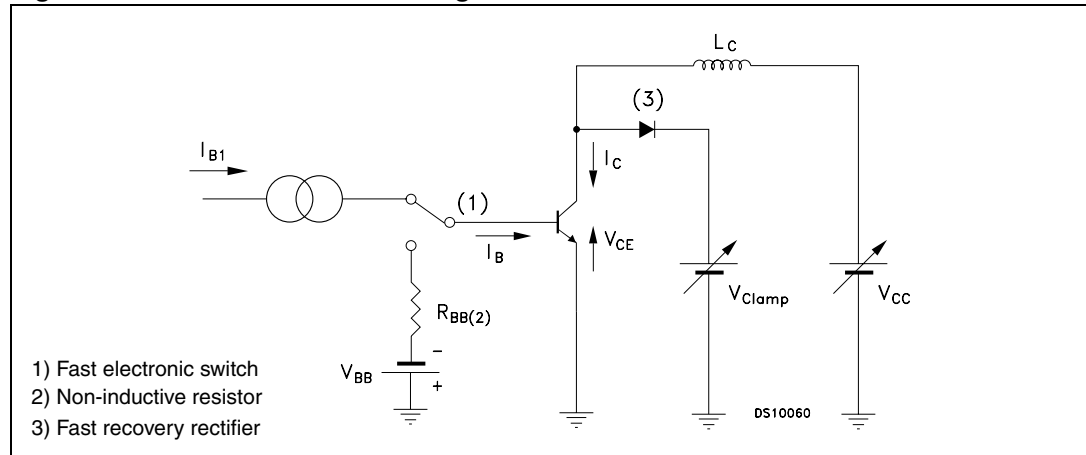 L C
(3)
I B1
I C
(1)
I B
V CE
R BB(2)
V Clamp
V CC
V BB
-
+
1) Fast electronic switch
2) Non-inductive resistor
3) Fast recovery rectifier
DS10060